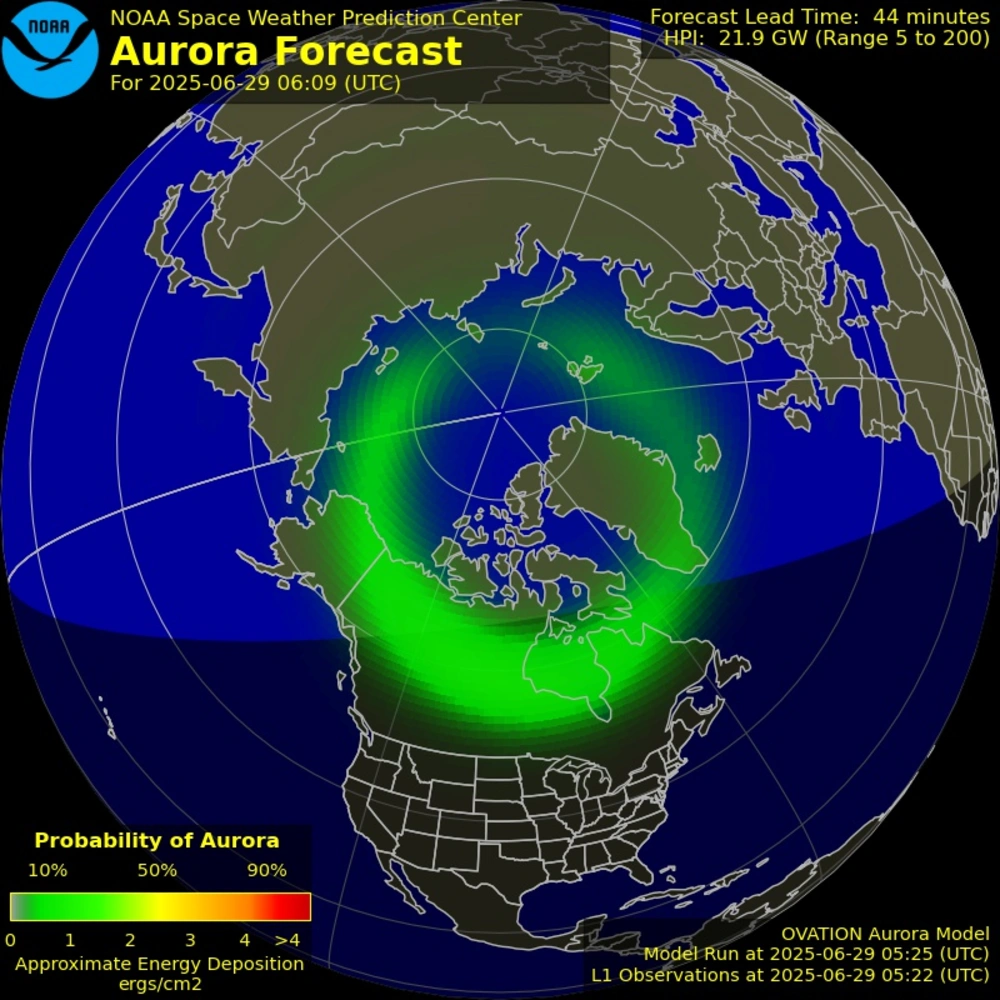 NOAA
NOAA Space Weather Prediction Center
Aurora Forecast
For 2025-06-29 06:09 (UTC)
Forecast Lead Time: 44 minutes
HPI: 21.9 GW (Range 5 to 200)
Probability of Aurora
10% 50% 90%
0 1 2 3 4 >4
Approximate Energy Deposition
ergs/cm2
OVATION Aurora Model
Model Run at 2025-06-29 05:25 (UTC)
L1 Observations at 2025-06-29 05:22 (UTC)